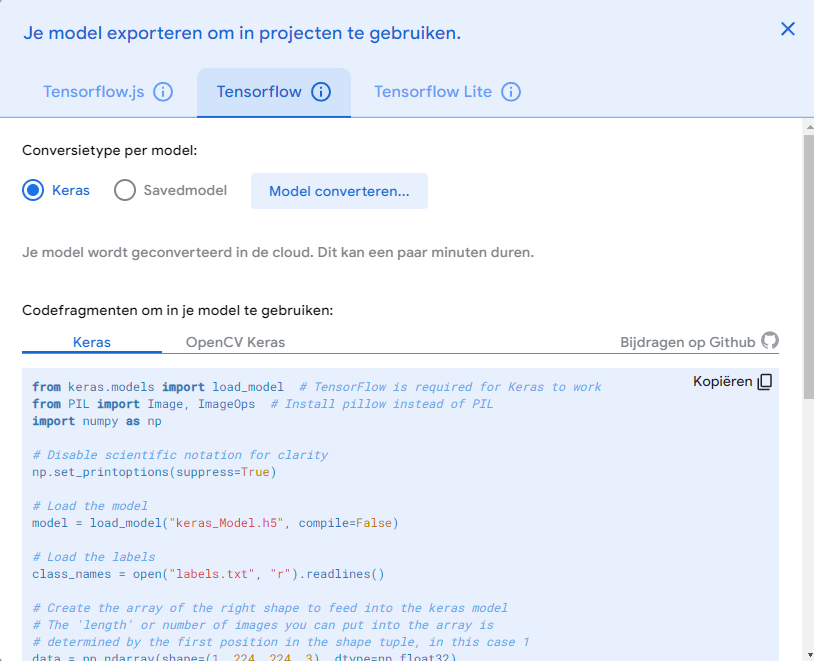 Je model exporteren om in projecten te gebruiken.
Tensorflow.js
Tensorflow
Tensorflow Lite
Conversietype per model:
Keras
Savedmodel
Model converteren...
Je model wordt geconverteerd in de cloud. Dit kan een paar minuten duren.
Codefragmenten om in je model te gebruiken:
Keras
OpenCV Keras
Bijdragen op Github
Kopiëren
from keras.models import load_model  # TensorFlow is required for Keras to work
from PIL import Image, ImageOps  # Install pillow instead of PIL
import numpy as np
# Disable scientific notation for clarity
np.set_printoptions(suppress=True)
# Load the model
model = load_model("keras_Model.h5", compile=False)
# Load the labels
class_names = open("labels.txt", "r").readlines()
# Create the array of the right shape to feed into the keras model
# The 'length' or number of images you can put into the array is
# determined by the first position in the shape tuple, in this case 1
data = np.ndarray(shape=(1, 224, 224, 3), dtype=np.float32)